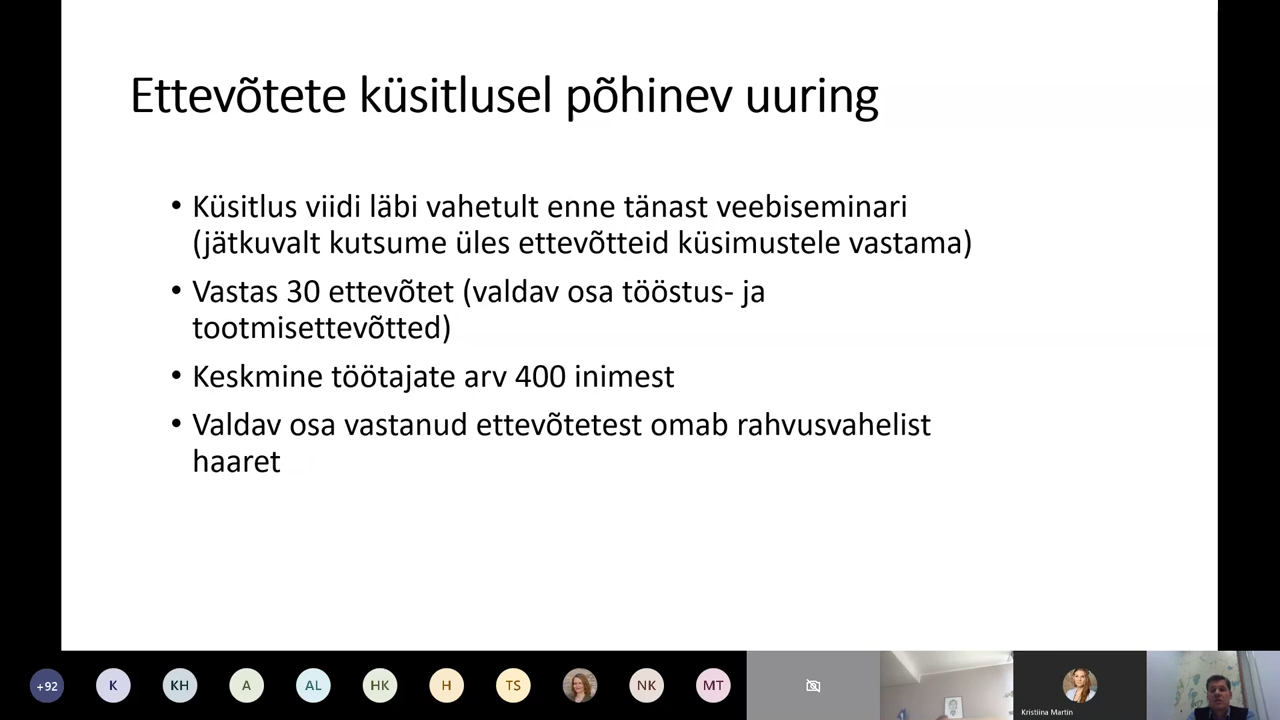 Ettevõtete küsitlusel põhinev uuring
• Küsitlus viidi läbi vahetult enne tänast veebiseminari
(jätkuvalt kutsume üles ettevõtteid küsimustele vastama)
• Vastas 30 ettevõtet (valdav osa tööstus- ja
tootmisettevõtted)
• Keskmine töötajate arv 400 inimest
• Valdav osa vastanud ettevõtetest omab rahvusvahelist
haaret
+92 K KH A AL HK H TS NK MT
Kristiina Martin